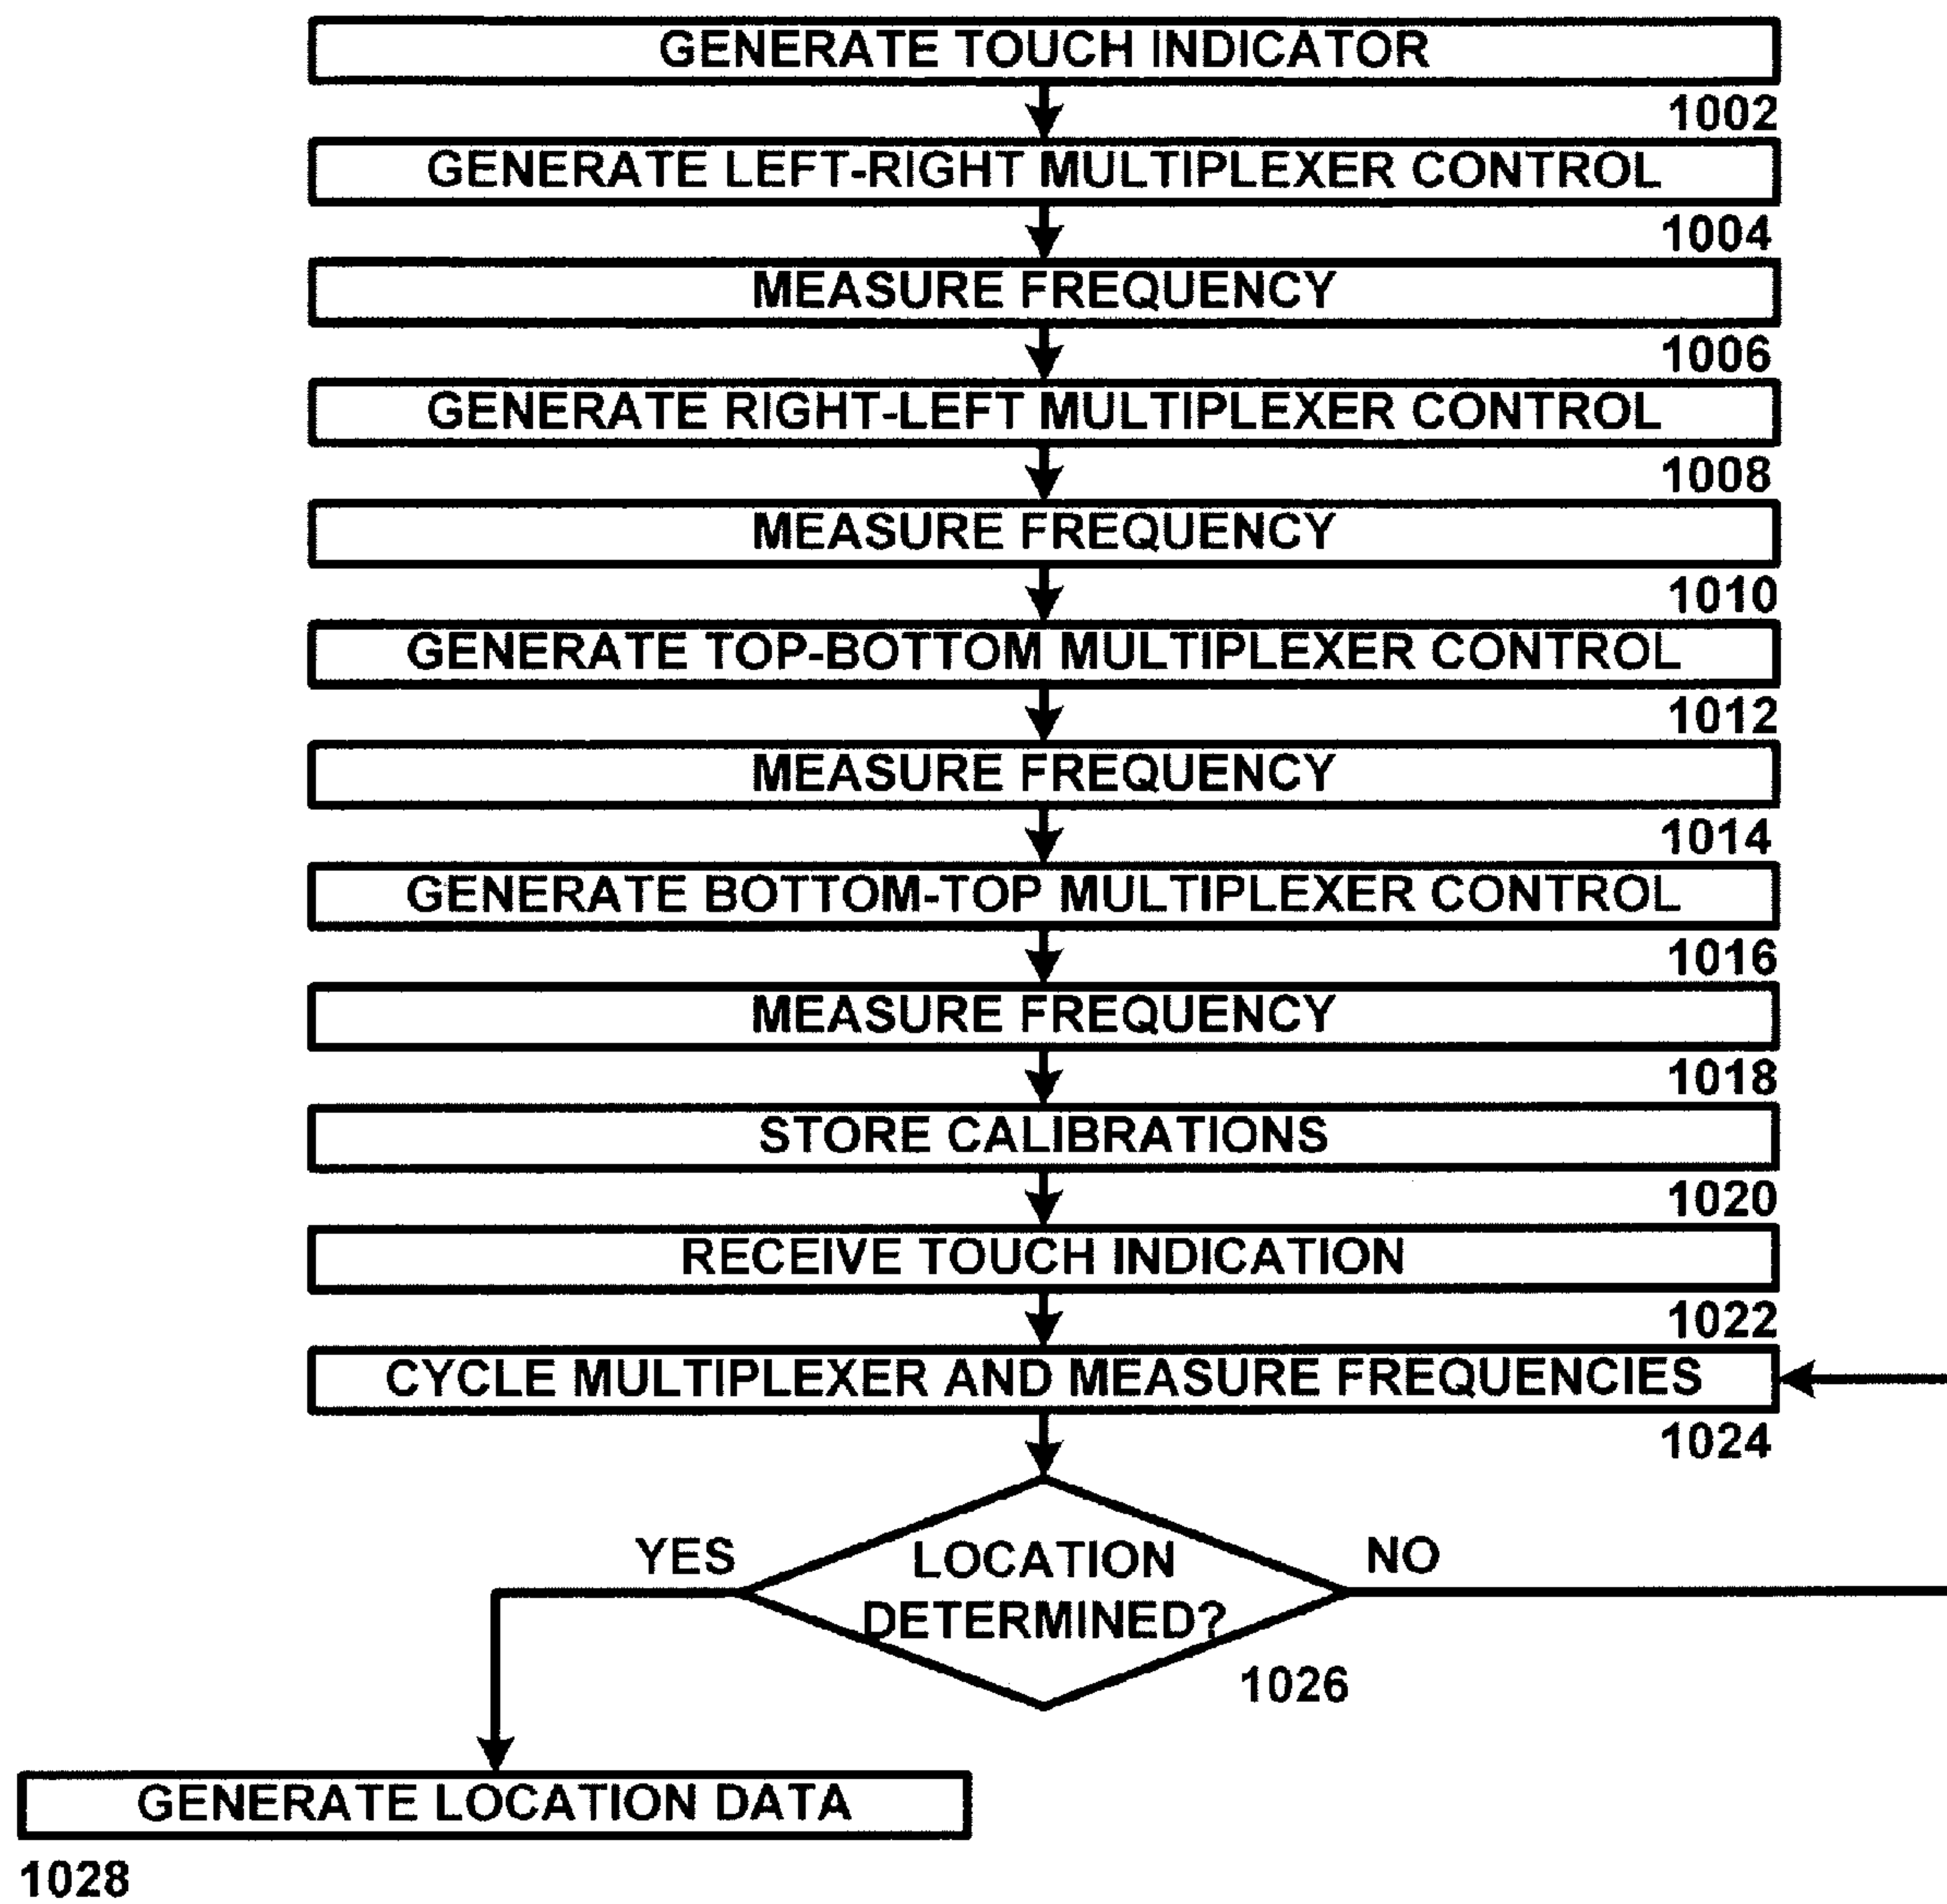 GENERATE TOUCH INDICATOR
1002
GENERATE LEFT-RIGHT MULTIPLEXER CONTROL
1004
MEASURE FREQUENCY
1006
GENERATE RIGHT-LEFT MULTIPLEXER CONTROL
1008
MEASURE FREQUENCY
1010
GENERATE TOP-BOTTOM MULTIPLEXER CONTROL
1012
MEASURE FREQUENCY
1014
GENERATE BOTTOM-TOP MULTIPLEXER CONTROL
1016
MEASURE FREQUENCY
1018
STORE CALIBRATIONS
1020
RECEIVE TOUCH INDICATION
1022
CYCLE MULTIPLEXER AND MEASURE FREQUENCIES
1024
YES
LOCATION
DETERMINED?
NO
1026
GENERATE LOCATION DATA
1028